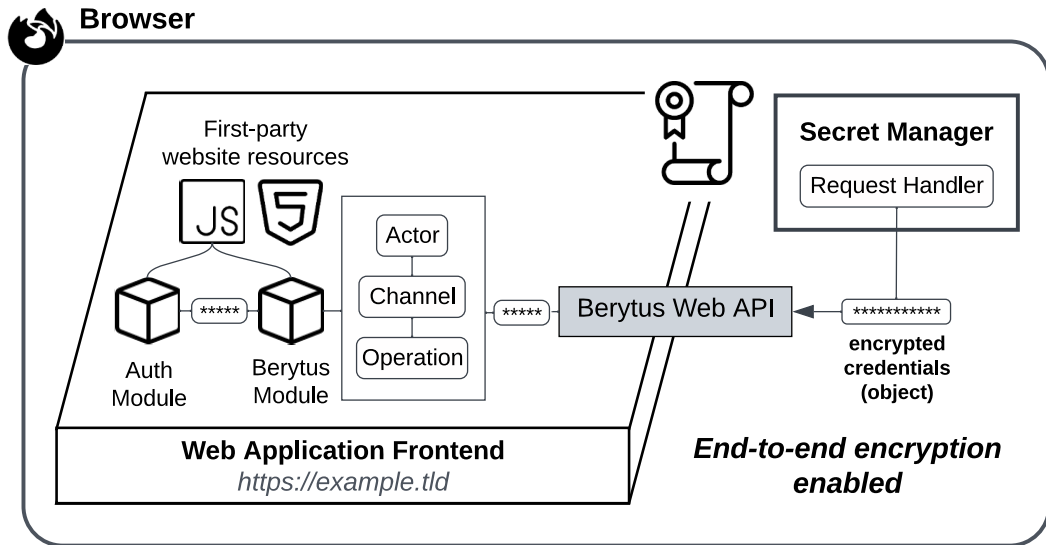 Browser
First-party
website resources
JS
Auth
Module
*****
Berytus
Module
Actor
Channel
Operation
*****
Berytus Web API
Secret Manager
Request Handler
***********
encrypted
credentials
(object)
Web Application Frontend
https://example.tld
End-to-end encryption
enabled